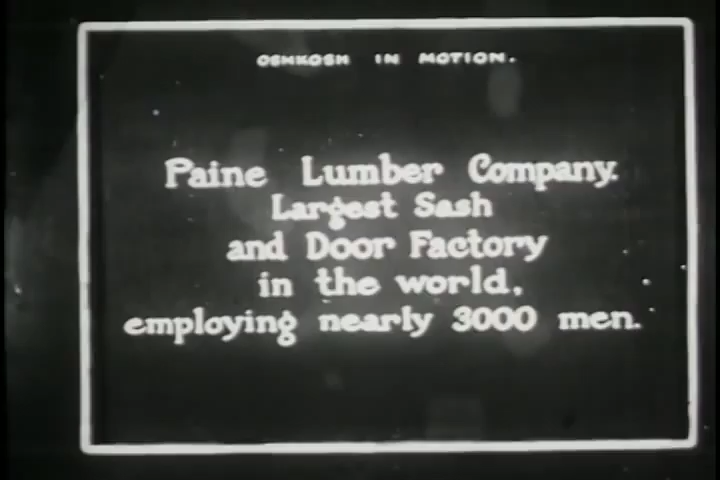 OSHKOSH IN MOTION.
Paine Lumber Company.
Largest Sash
and Door Factory
in the world,
employing nearly 3000 men.